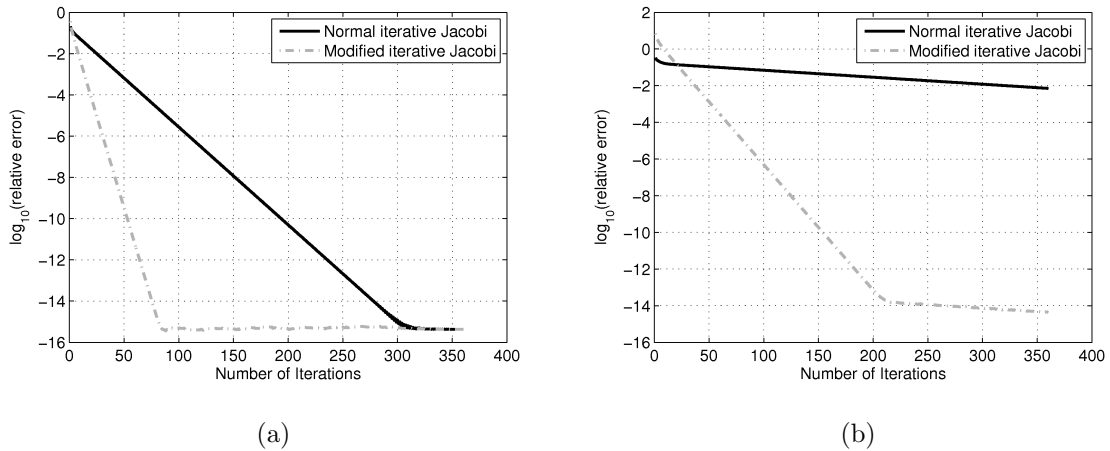 0
−2
−4
−6
−8
−10
−12
−14
−16
0 50 100 150 200 250 300 350 400
log10(relative error)
Number of Iterations
Normal iterative Jacobi
Modified iterative Jacobi
(a)
2
0
−2
−4
−6
−8
−10
−12
−14
−16
0 50 100 150 200 250 300 350 400
log10(relative error)
Number of Iterations
Normal iterative Jacobi
Modified iterative Jacobi
(b)